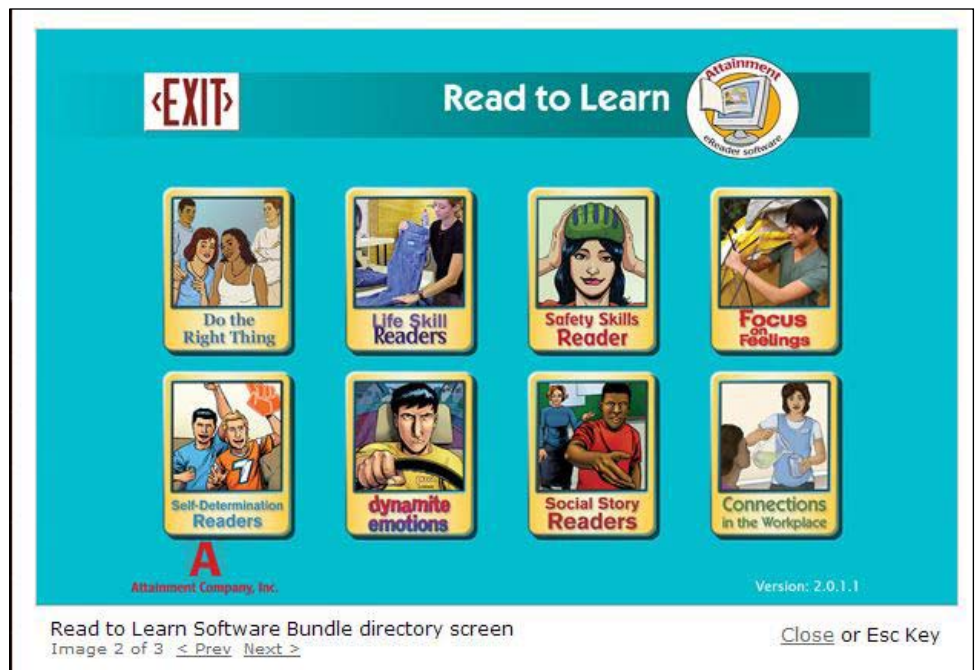 <EXIT>
Read to Learn
Attainment
eReader software
Do the
Right Thing
Life Skill
Readers
Safety Skills
Reader
Focus
on
Feelings
Self-Determination
Readers
7
dynamite
emotions
Social Story
Readers
Connections
in the Workplace
A
Attainment Company, Inc.
Version: 2.0.1.1
Read to Learn Software Bundle directory screen
Image 2 of 3 < Prev Next >
Close or Esc Key